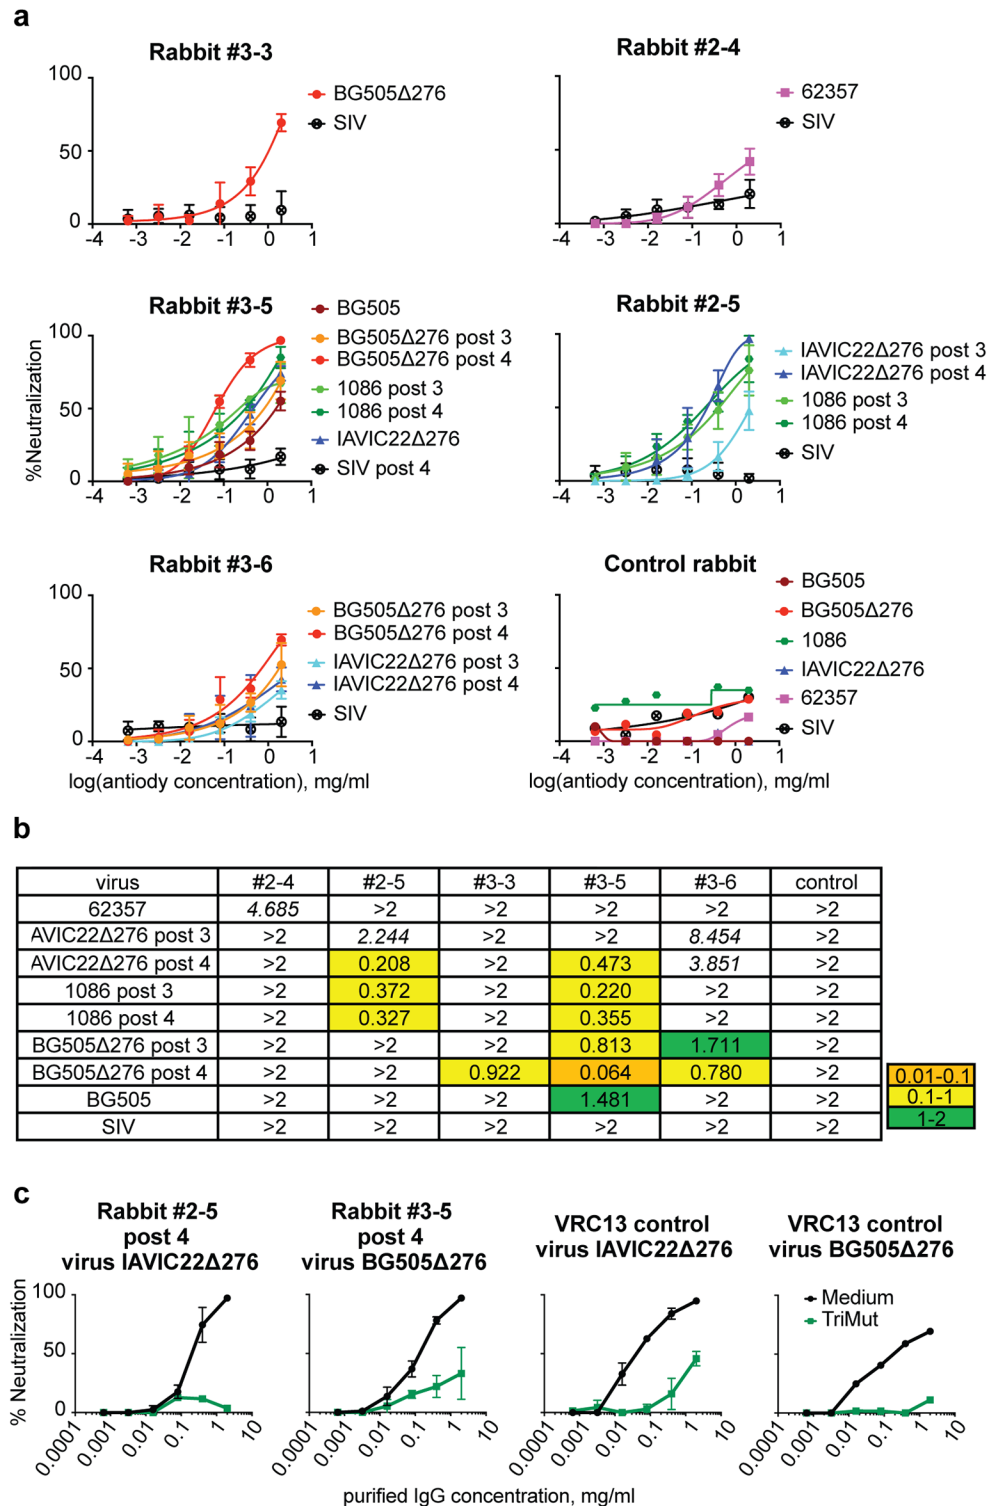 a
Rabbit #3-3
100
50
0
-4 -3 -2 -1 0 1
BG505Δ276
SIV
Rabbit #2-4
-4 -3 -2 -1 0 1
62357
SIV
%Neutralization
Rabbit #3-5
100
50
0
-4 -3 -2 -1 0 1
BG505
BG505Δ276 post 3
BG505Δ276 post 4
1086 post 3
1086 post 4
IAVIC22Δ276
SIV post 4
Rabbit #2-5
-4 -3 -2 -1 0 1
IAVIC22Δ276 post 3
IAVIC22Δ276 post 4
1086 post 3
1086 post 4
SIV
Rabbit #3-6
100
50
0
-4 -3 -2 -1 0 1
log(antiody concentration), mg/ml
BG505Δ276 post 3
BG505Δ276 post 4
IAVIC22Δ276 post 3
IAVIC22Δ276 post 4
SIV
Control rabbit
-4 -3 -2 -1 0 1
log(antiody concentration), mg/ml
BG505
BG505Δ276
1086
IAVIC22Δ276
62357
SIV
b
virus #2-4 #2-5 #3-3 #3-5 #3-6 control
62357 4.685 >2 >2 >2 >2 >2
AVIC22Δ276 post 3 >2 2.244 >2 >2 8.454 >2
AVIC22Δ276 post 4 >2 0.208 >2 0.473 3.851 >2
1086 post 3 >2 0.372 >2 0.220 >2 >2
1086 post 4 >2 0.327 >2 0.355 >2 >2
BG505Δ276 post 3 >2 >2 >2 0.813 1.711 >2
BG505Δ276 post 4 >2 >2 0.922 0.064 0.780 >2
BG505 >2 >2 >2 1.481 >2 >2
SIV >2 >2 >2 >2 >2 >2
0.01-0.1
0.1-1
1-2
c
Rabbit #2-5
post 4
virus IAVIC22Δ276
Rabbit #3-5
post 4
virus BG505Δ276
VRC13 control
virus IAVIC22Δ276
VRC13 control
virus BG505Δ276
% Neutralization
100
50
0
Medium
TriMut
0.0001 0.001 0.01 0.1 1 10
0.0001 0.001 0.01 0.1 1 10
0.0001 0.001 0.01 0.1 1 10
0.0001 0.001 0.01 0.1 1 10
purified IgG concentration, mg/ml